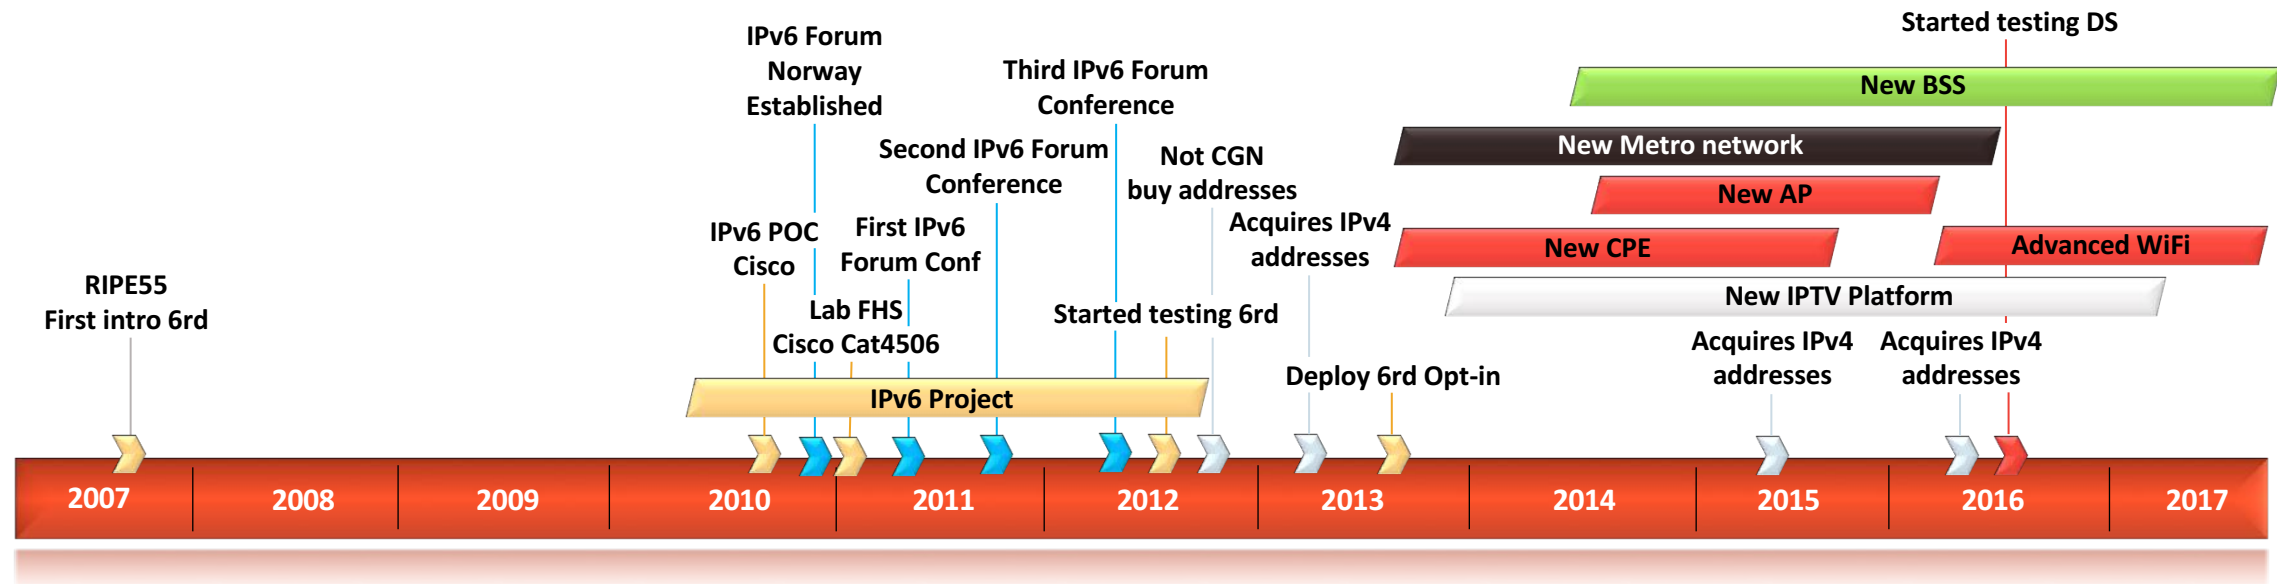 Started testing DS
IPv6 Forum
Norway
Established
Third IPv6 Forum
Conference
New BSS
New Metro network
Second IPv6 Forum
Conference
Not CGN
buy addresses
New AP
IPv6 POC
Cisco
First IPv6
Forum Conf
Acquires IPv4
addresses
New CPE
Advanced WiFi
RIPE55
First intro 6rd
Lab FHS
Cisco Cat4506
Started testing 6rd
New IPTV Platform
Acquires IPv4
addresses
Acquires IPv4
addresses
Deploy 6rd Opt-in
IPv6 Project
2007
2008
2009
2010
2011
2012
2013
2014
2015
2016
2017